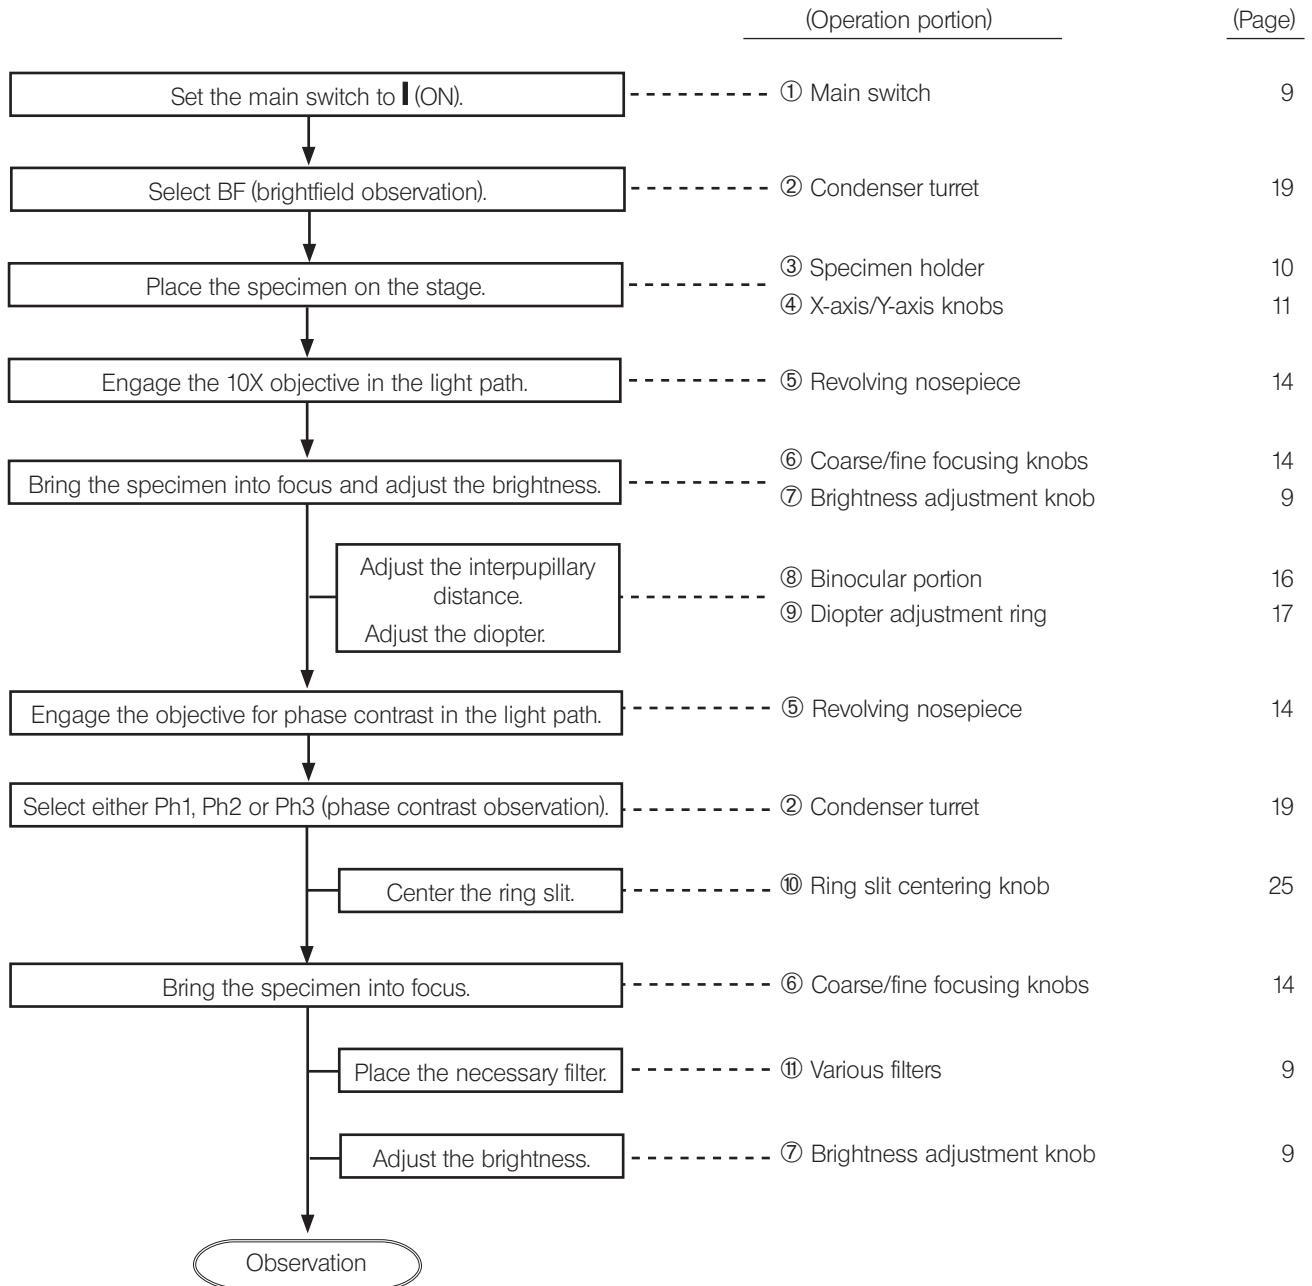 (Operation portion) (Page)
Set the main switch to I (ON). ① Main switch 9
Select BF (brightfield observation). ② Condenser turret 19
Place the specimen on the stage. ③ Specimen holder 10
④ X-axis/Y-axis knobs 11
Engage the 10X objective in the light path. ⑤ Revolving nosepiece 14
Bring the specimen into focus and adjust the brightness. ⑥ Coarse/fine focusing knobs 14
⑦ Brightness adjustment knob 9
Adjust the interpupillary
distance.
Adjust the diopter.
⑧ Binocular portion 16
⑨ Diopter adjustment ring 17
Engage the objective for phase contrast in the light path. ⑤ Revolving nosepiece 14
Select either Ph1, Ph2 or Ph3 (phase contrast observation). ② Condenser turret 19
Center the ring slit. ⑩ Ring slit centering knob 25
Bring the specimen into focus. ⑥ Coarse/fine focusing knobs 14
Place the necessary filter. ⑪ Various filters 9
Adjust the brightness. ⑦ Brightness adjustment knob 9
Observation